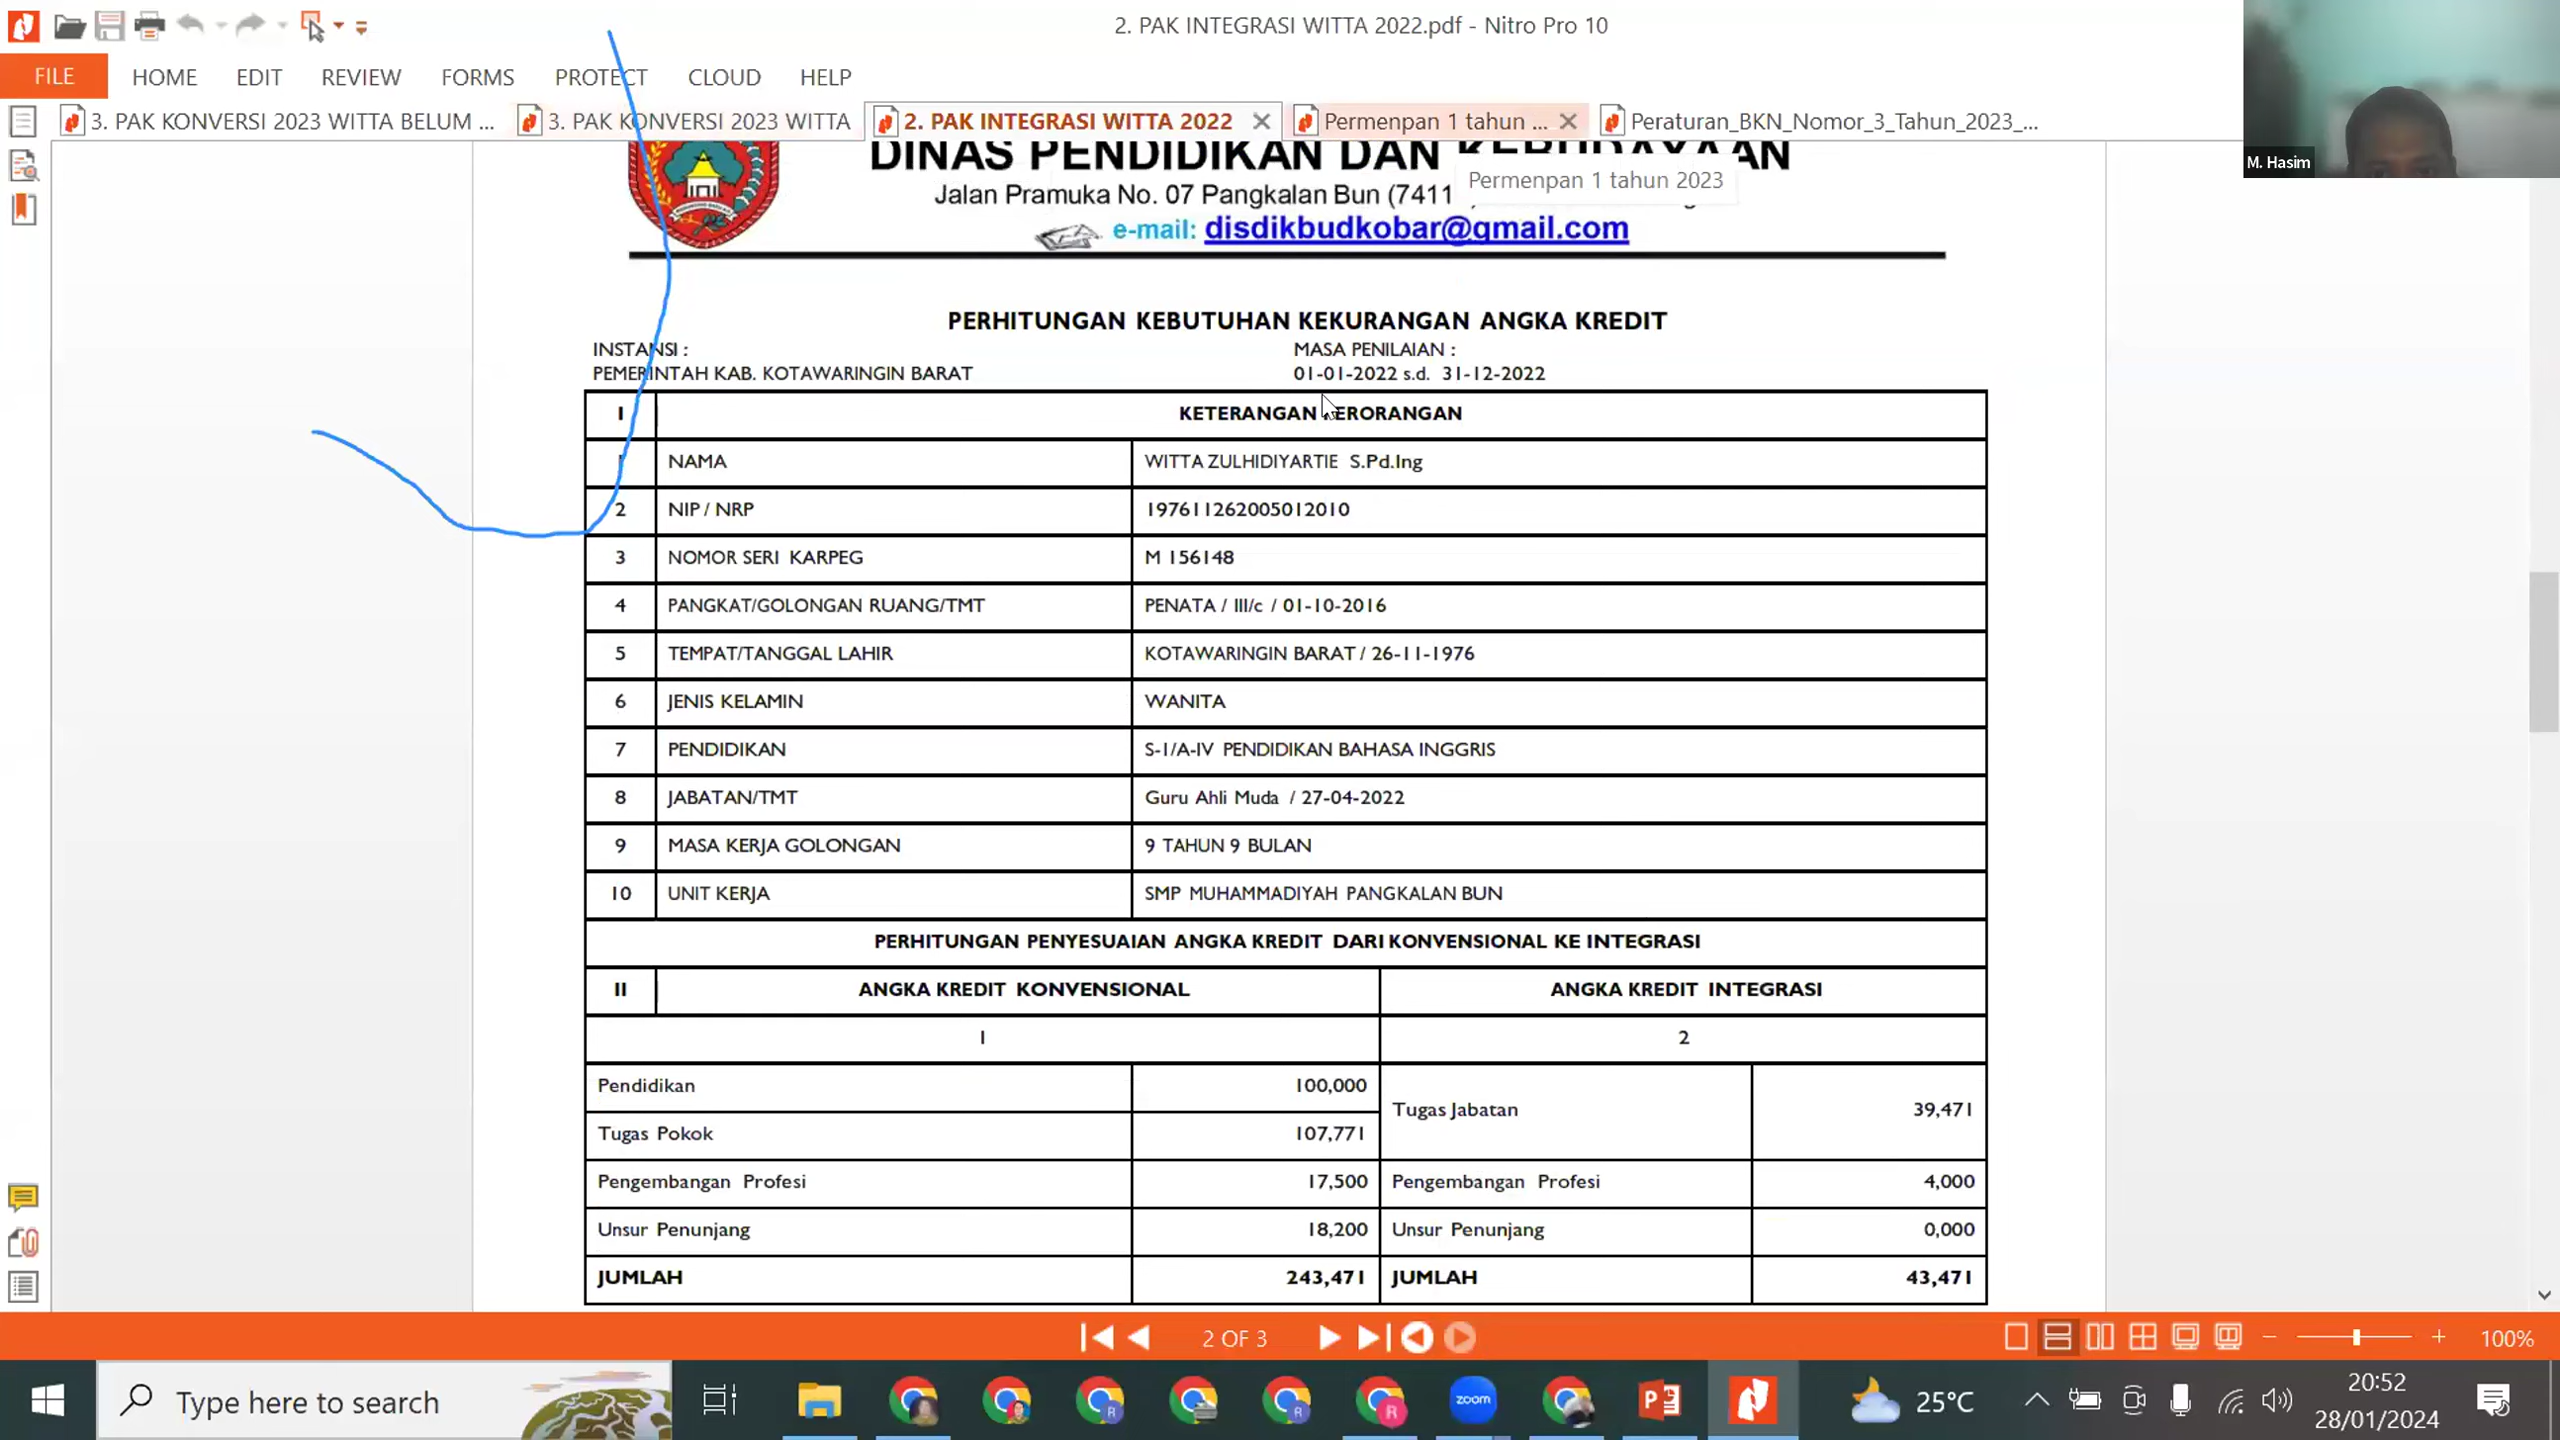 2. PAK INTEGRASI WITTA 2022.pdf - Nitro Pro 10
FILE HOME EDIT REVIEW FORMS PROTECT CLOUD HELP
3. PAK KONVERSI 2023 WITTA BELUM ... 3. PAK KONVERSI 2023 WITTA 2. PAK INTEGRASI WITTA 2022 Permenpan 1 tahun ... Peraturan_BKN_Nomor_3_Tahun_2023_...
M. Hasim
DINAS PENDIDIKAN DAN KEBUDAYAAN
Permenpan 1 tahun 2023
Jalan Pramuka No. 07 Pangkalan Bun (7411
e-mail: disdikbudkobar@gmail.com
PERHITUNGAN KEBUTUHAN KEKURANGAN ANGKA KREDIT
INSTANSI : MASA PENILAIAN :
PEMERINTAH KAB. KOTAWARINGIN BARAT 01-01-2022 s.d. 31-12-2022
I KETERANGAN PERORANGAN
1 NAMA WITTA ZULHIDIYARTIE S.Pd.Ing
2 NIP / NRP 197611262005012010
3 NOMOR SERI KARPEG M 156148
4 PANGKAT/GOLONGAN RUANG/TMT PENATA / III/c / 01-10-2016
5 TEMPAT/TANGGAL LAHIR KOTAWARINGIN BARAT / 26-11-1976
6 JENIS KELAMIN WANITA
7 PENDIDIKAN S-1/A-IV PENDIDIKAN BAHASA INGGRIS
8 JABATAN/TMT Guru Ahli Muda / 27-04-2022
9 MASA KERJA GOLONGAN 9 TAHUN 9 BULAN
10 UNIT KERJA SMP MUHAMMADIYAH PANGKALAN BUN
PERHITUNGAN PENYESUAIAN ANGKA KREDIT DARI KONVENSIONAL KE INTEGRASI
II ANGKA KREDIT KONVENSIONAL ANGKA KREDIT INTEGRASI
1 2
Pendidikan 100,000
Tugas Jabatan 39,471
Tugas Pokok 107,771
Pengembangan Profesi 17,500 Pengembangan Profesi 4,000
Unsur Penunjang 18,200 Unsur Penunjang 0,000
JUMLAH 243,471 JUMLAH 43,471
2 OF 3
100%
Type here to search
zoom
25°C
20:52
28/01/2024